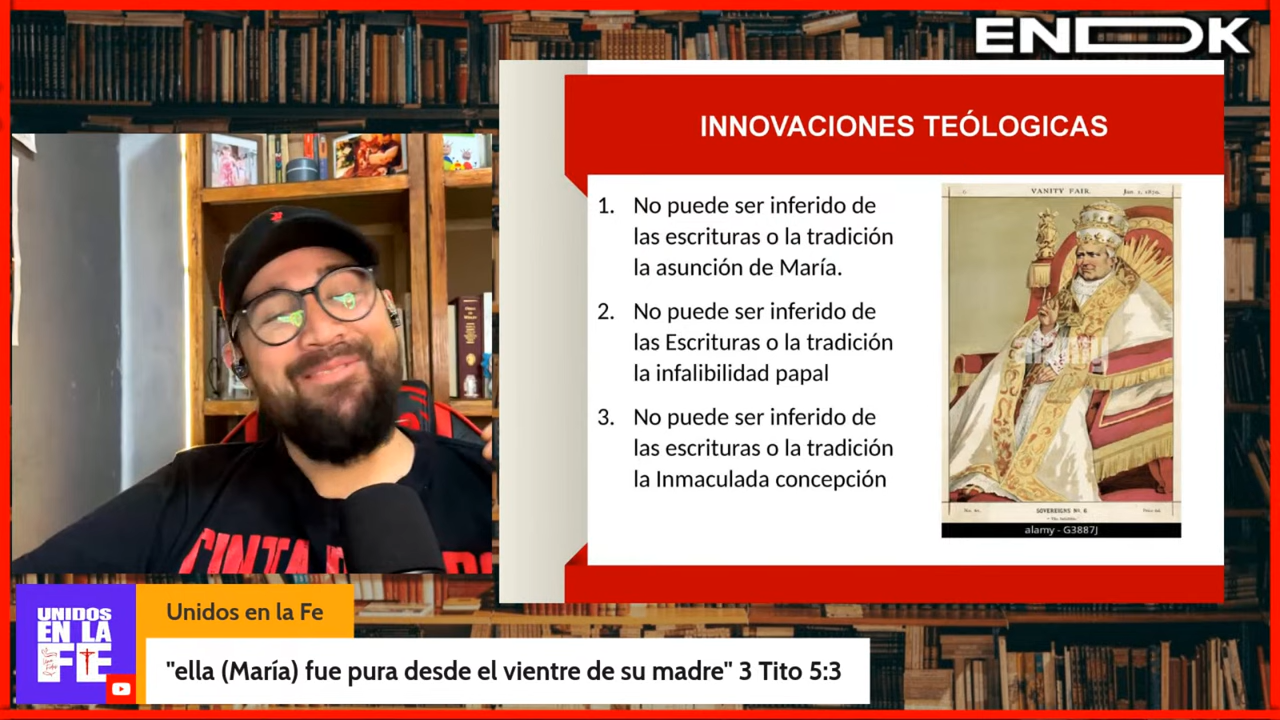 ENDK
INNOVACIONES TEÓLOGICAS
1. No puede ser inferido de
las escrituras o la tradición
la asunción de María.
2. No puede ser inferido de
las Escrituras o la tradición
la infalibilidad papal
3. No puede ser inferido de
las escrituras o la tradición
la Inmaculada concepción
VANITY FAIR.
SOVEREIGNS No. 6.
alamy - G3887J
UNIDOS
EN LA
FE
Unidos en la Fe
"ella (María) fue pura desde el vientre de su madre" 3 Tito 5:3